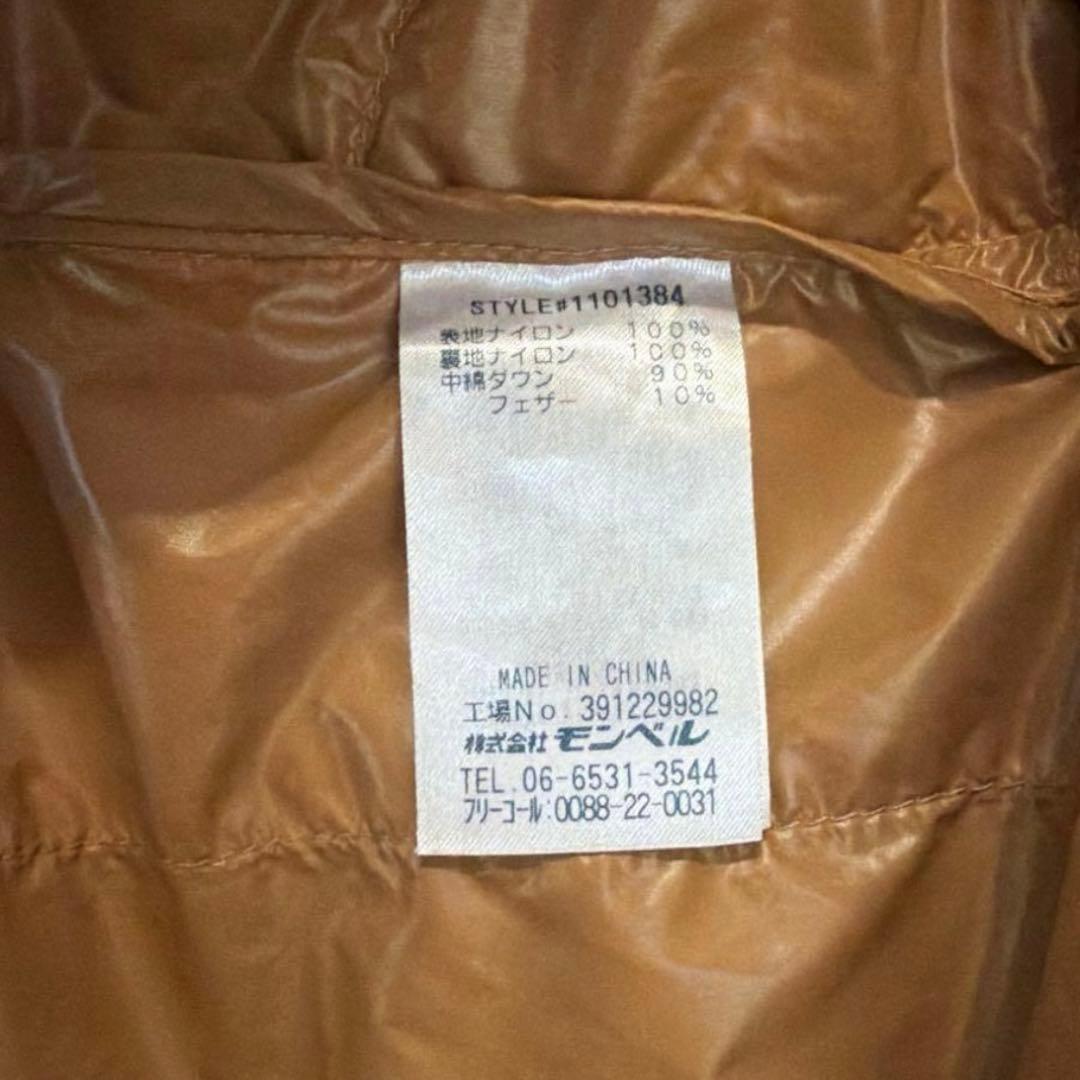 STYLE#1101384
表地ナイロン 100%
裏地ナイロン 100%
中綿ダウン 90%
フェザー 10%
MADE IN CHINA
工場No. 391229982
株式会社モンベル
TEL. 06-6531-3544
フリーコール:0088-22-0031